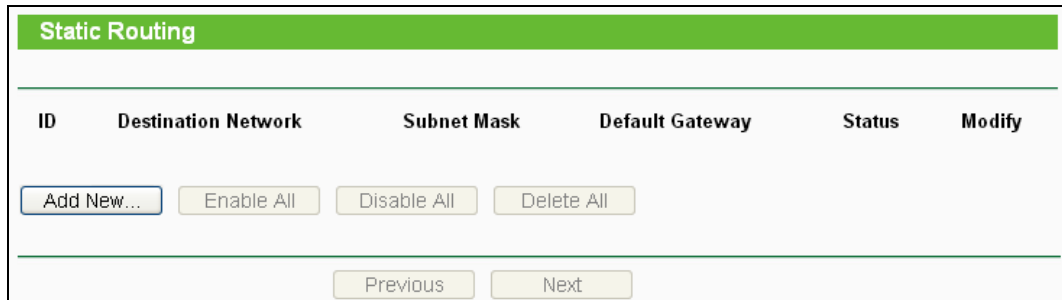 Static Routing
ID Destination Network Subnet Mask Default Gateway Status Modify
Add New... Enable All Disable All Delete All
Previous Next